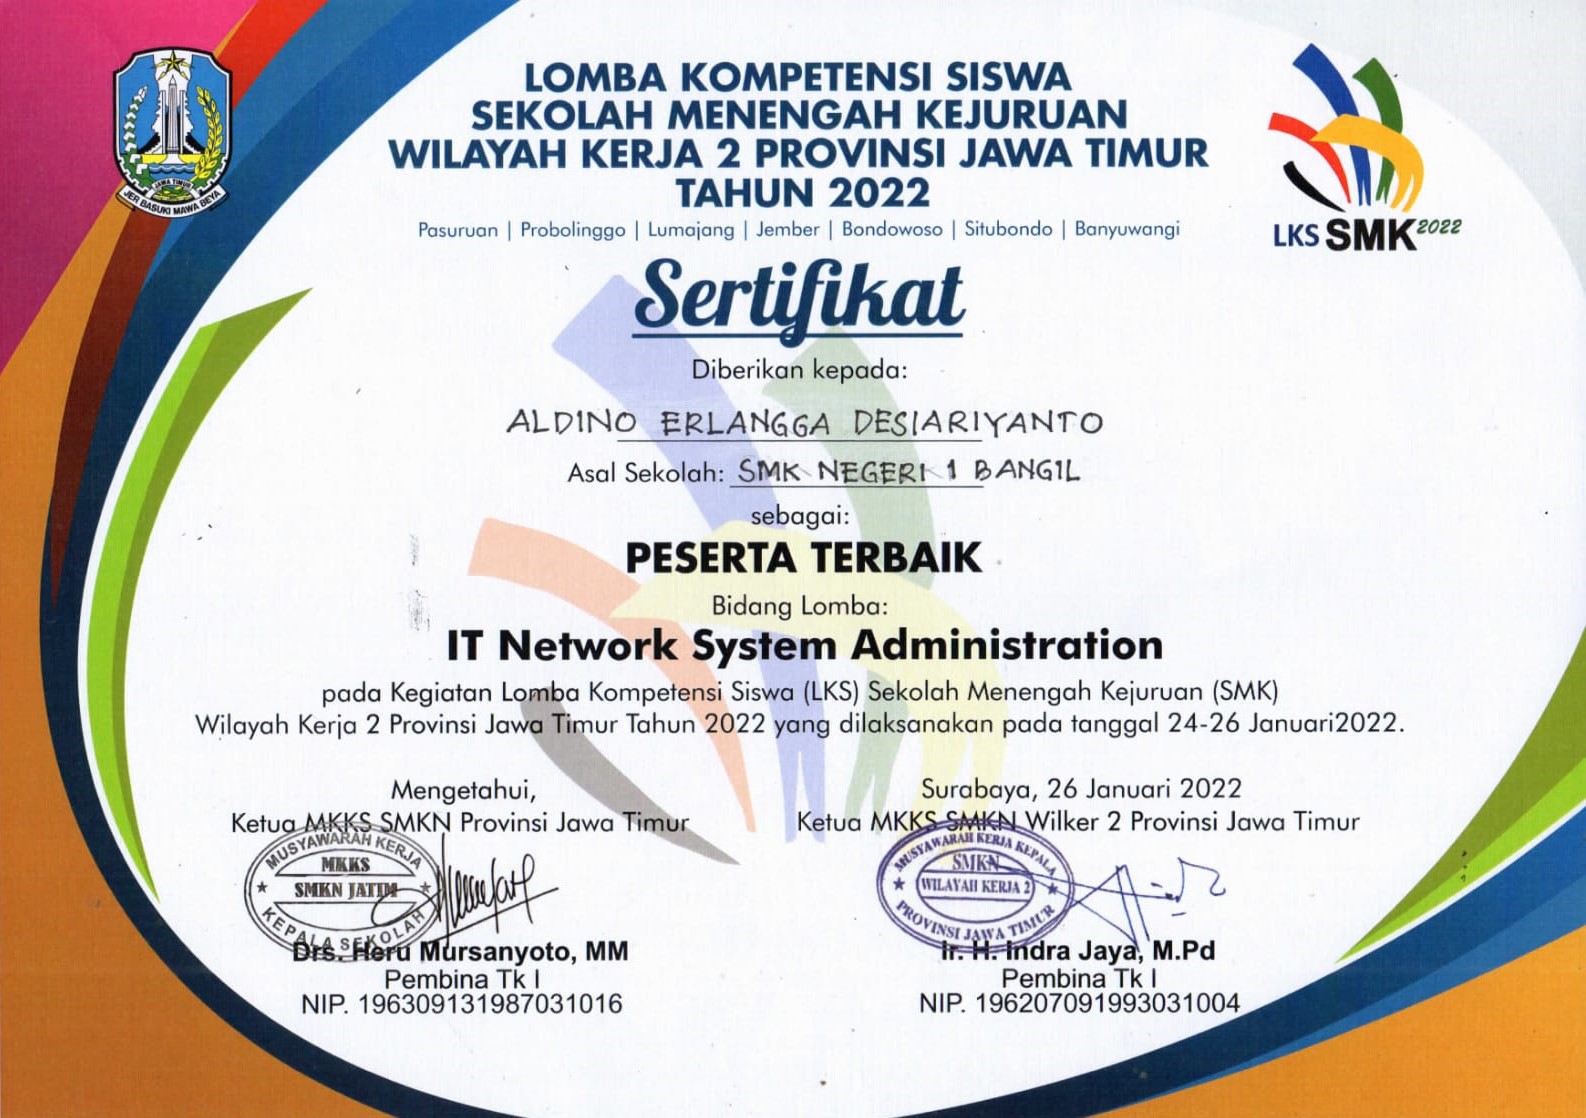 LOMBA KOMPETENSI SISWA
SEKOLAH MENENGAH KEJURUAN
WILAYAH KERJA 2 PROVINSI JAWA TIMUR
TAHUN 2022
Pasuruan | Probolinggo | Lumajang | Jember | Bondowoso | Situbondo | Banyuwangi
JAWA TIMUR
JER BASUKI MAWA BEYA
LKS SMK 2022
Sertifikat
Diberikan kepada:
ALDINO ERLANGGA DESIARIYANTO
Asal Sekolah: SMK NEGERI 1 BANGIL
sebagai:
PESERTA TERBAIK
Bidang Lomba:
IT Network System Administration
pada Kegiatan Lomba Kompetensi Siswa (LKS) Sekolah Menengah Kejuruan (SMK)
Wilayah Kerja 2 Provinsi Jawa Timur Tahun 2022 yang dilaksanakan pada tanggal 24-26 Januari2022.
Mengetahui,
Ketua MKKS SMKN Provinsi Jawa Timur
MUSYAWARAH KERJA
MKKS
SMKN JATIM
KEPALA SEKOLAH
Drs. Heru Mursanyoto, MM
Pembina Tk I
NIP. 196309131987031016
Surabaya, 26 Januari 2022
Ketua MKKS SMKN Wilker 2 Provinsi Jawa Timur
MUSYAWARAH KERJA KEPALA
SMKN
WILAYAH KERJA 2
PROVINSI JAWA TIMUR
Ir. H. Indra Jaya, M.Pd
Pembina Tk I
NIP. 196207091993031004